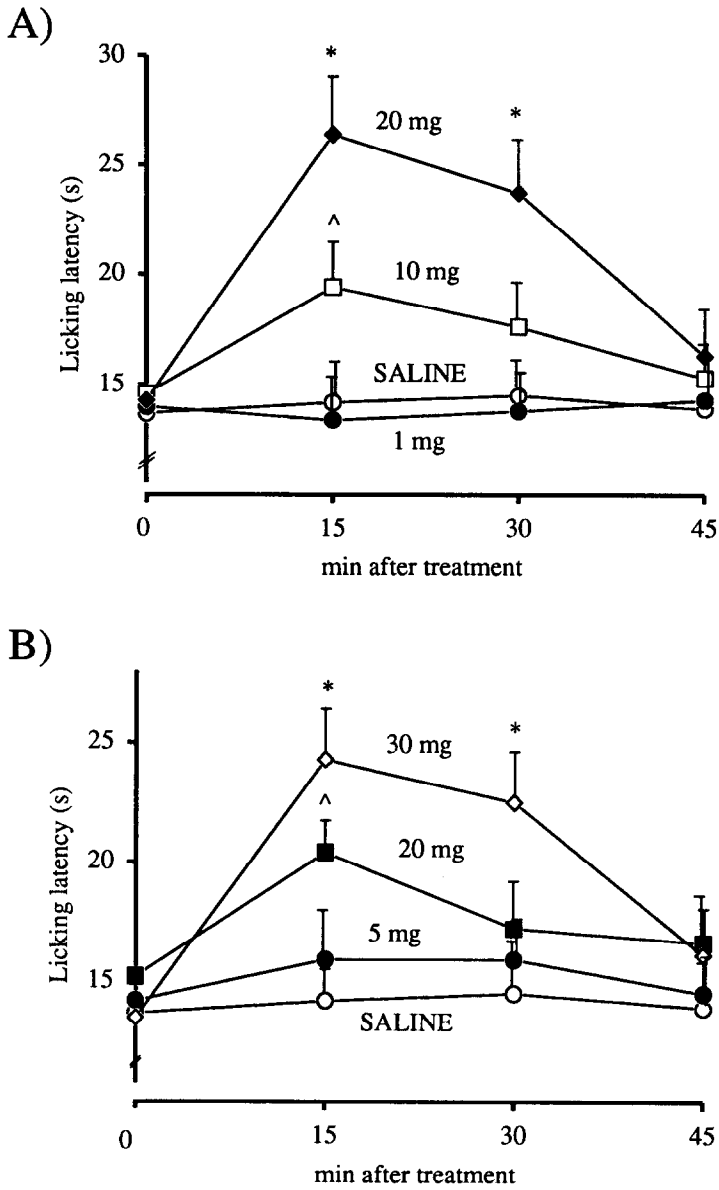 A)
30
*
20 mg
*
25
^
10 mg
20
SALINE
15
1 mg
Licking latency (s)
0 15 30 45
min after treatment
B)
*
30 mg
*
25
^
20 mg
20
5 mg
15
SALINE
Licking latency (s)
0 15 30 45
min after treatment